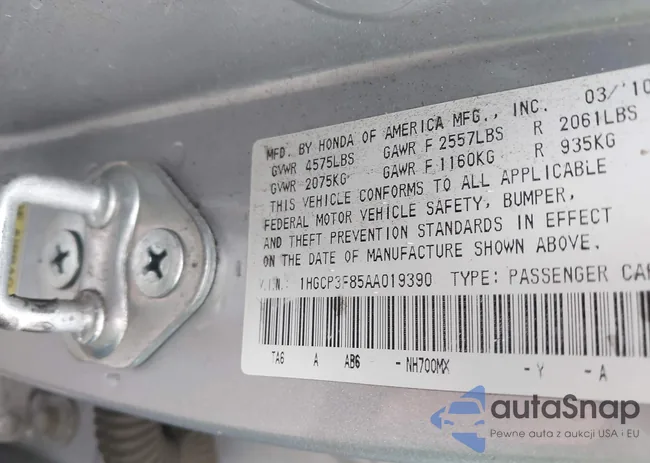 MFD. BY HONDA OF AMERICA MFG., INC. 03/'10
GVWR 4575LBS GAWR F 2557LBS R 2061LBS
GVWR 2075KG GAWR F 1160KG R 935KG
THIS VEHICLE CONFORMS TO ALL APPLICABLE
FEDERAL MOTOR VEHICLE SAFETY, BUMPER,
AND THEFT PREVENTION STANDARDS IN EFFECT
ON THE DATE OF MANUFACTURE SHOWN ABOVE.
V.I.N.: 1HGCP3F85AA019390 TYPE: PASSENGER CAR
TA6 A AB6 - NH700MX - Y - A
autaSnap
Pewne auta z aukcji USA i EU